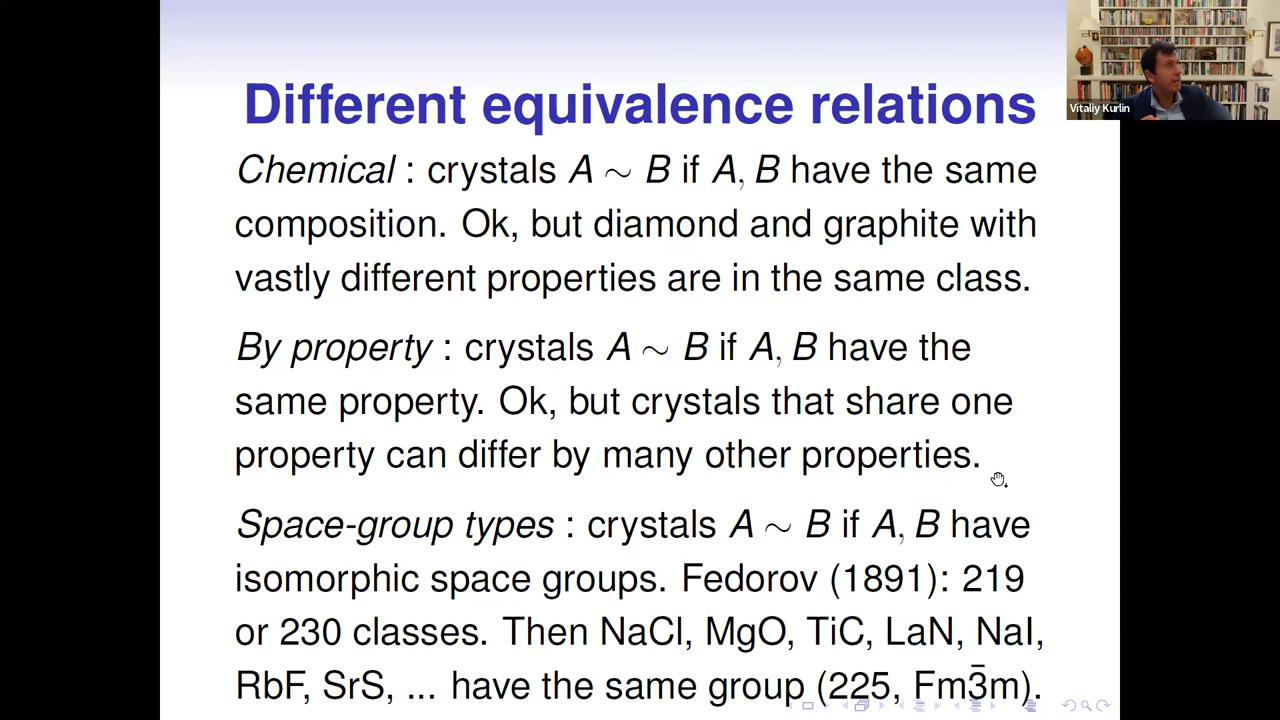 Different equivalence relations
Vitaliy Kurlin
Chemical : crystals A ∼ B if A, B have the same
composition. Ok, but diamond and graphite with
vastly different properties are in the same class.
By property : crystals A ∼ B if A, B have the
same property. Ok, but crystals that share one
property can differ by many other properties.
Space-group types : crystals A ∼ B if A, B have
isomorphic space groups. Fedorov (1891): 219
or 230 classes. Then NaCl, MgO, TiC, LaN, NaI,
RbF, SrS, ... have the same group (225, Fm3̄m).